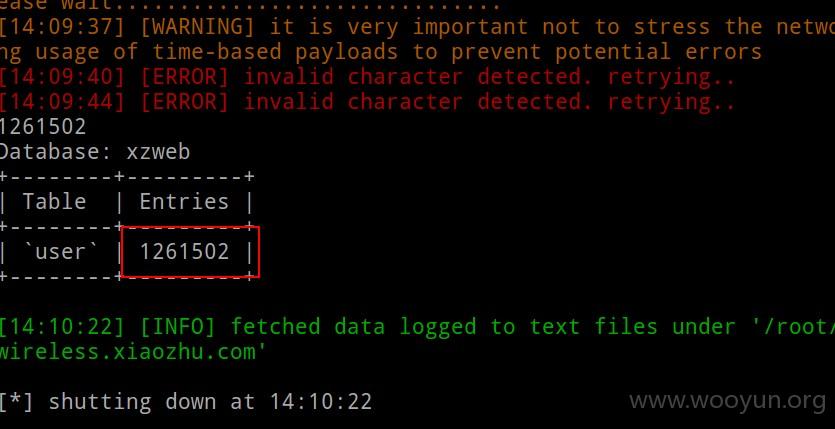 ease wait................................
[14:09:37] [WARNING] it is very important not to stress the netwo
ng usage of time-based payloads to prevent potential errors
[14:09:40] [ERROR] invalid character detected. retrying..
[14:09:44] [ERROR] invalid character detected. retrying..
1261502
Database: xzweb
+--------+---------+
| Table  | Entries |
+--------+---------+
| `user` | 1261502 |
+--------+---------+
[14:10:22] [INFO] fetched data logged to text files under '/root/
wireless.xiaozhu.com'
[*] shutting down at 14:10:22
www.wooyun.org